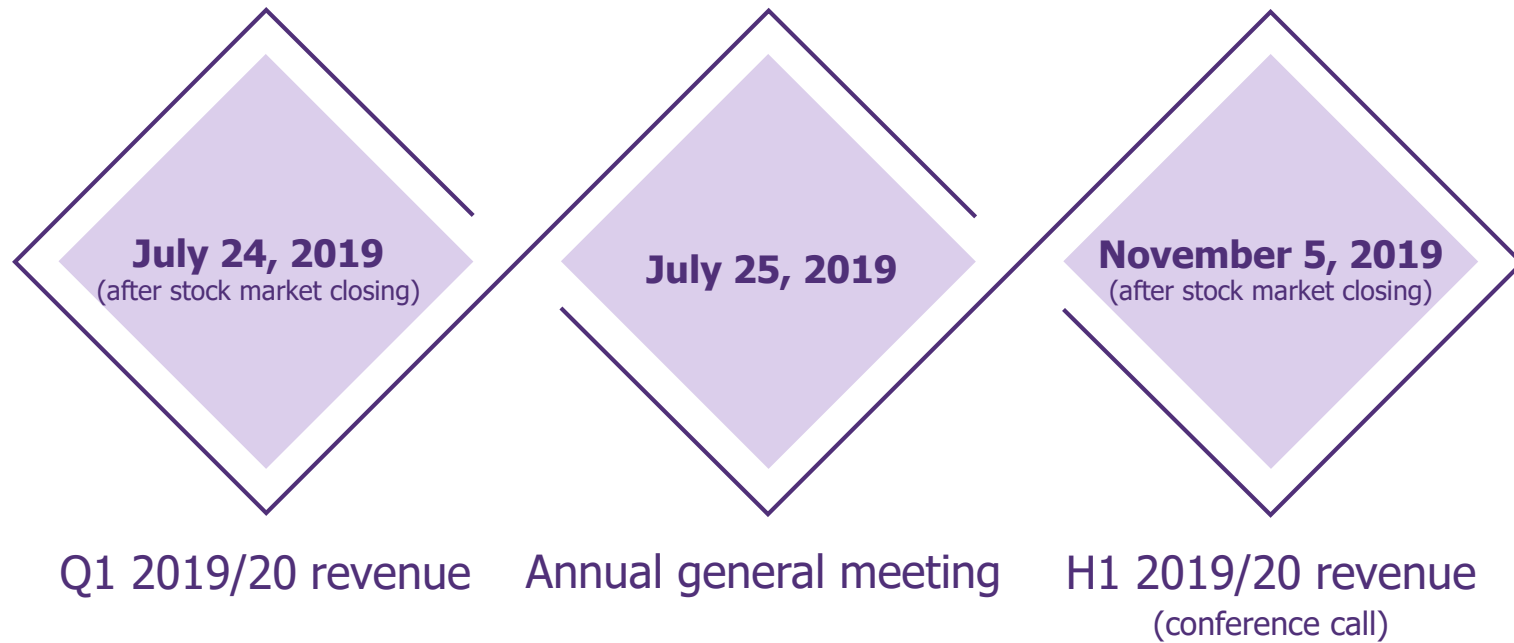 July 24, 2019
(after stock market closing)
July 25, 2019
November 5, 2019
(after stock market closing)
Q1 2019/20 revenue
Annual general meeting
H1 2019/20 revenue
(conference call)